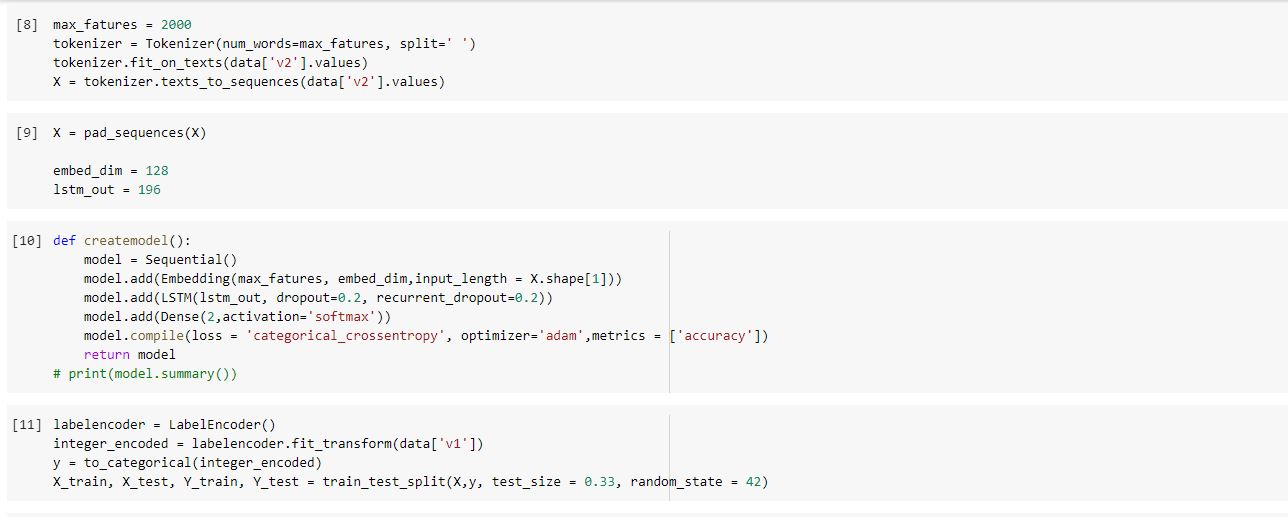 [8] max_fatures = 2000
tokenizer = Tokenizer(num_words=max_fatures, split=' ')
tokenizer.fit_on_texts(data['v2'].values)
X = tokenizer.texts_to_sequences(data['v2'].values)
[9] X = pad_sequences(X)
embed_dim = 128
lstm_out = 196
[10] def createmodel():
model = Sequential()
model.add(Embedding(max_fatures, embed_dim,input_length = X.shape[1]))
model.add(LSTM(lstm_out, dropout=0.2, recurrent_dropout=0.2))
model.add(Dense(2,activation='softmax'))
model.compile(loss = 'categorical_crossentropy', optimizer='adam',metrics = ['accuracy'])
return model
# print(model.summary())
[11] labelencoder = LabelEncoder()
integer_encoded = labelencoder.fit_transform(data['v1'])
y = to_categorical(integer_encoded)
X_train, X_test, Y_train, Y_test = train_test_split(X,y, test_size = 0.33, random_state = 42)